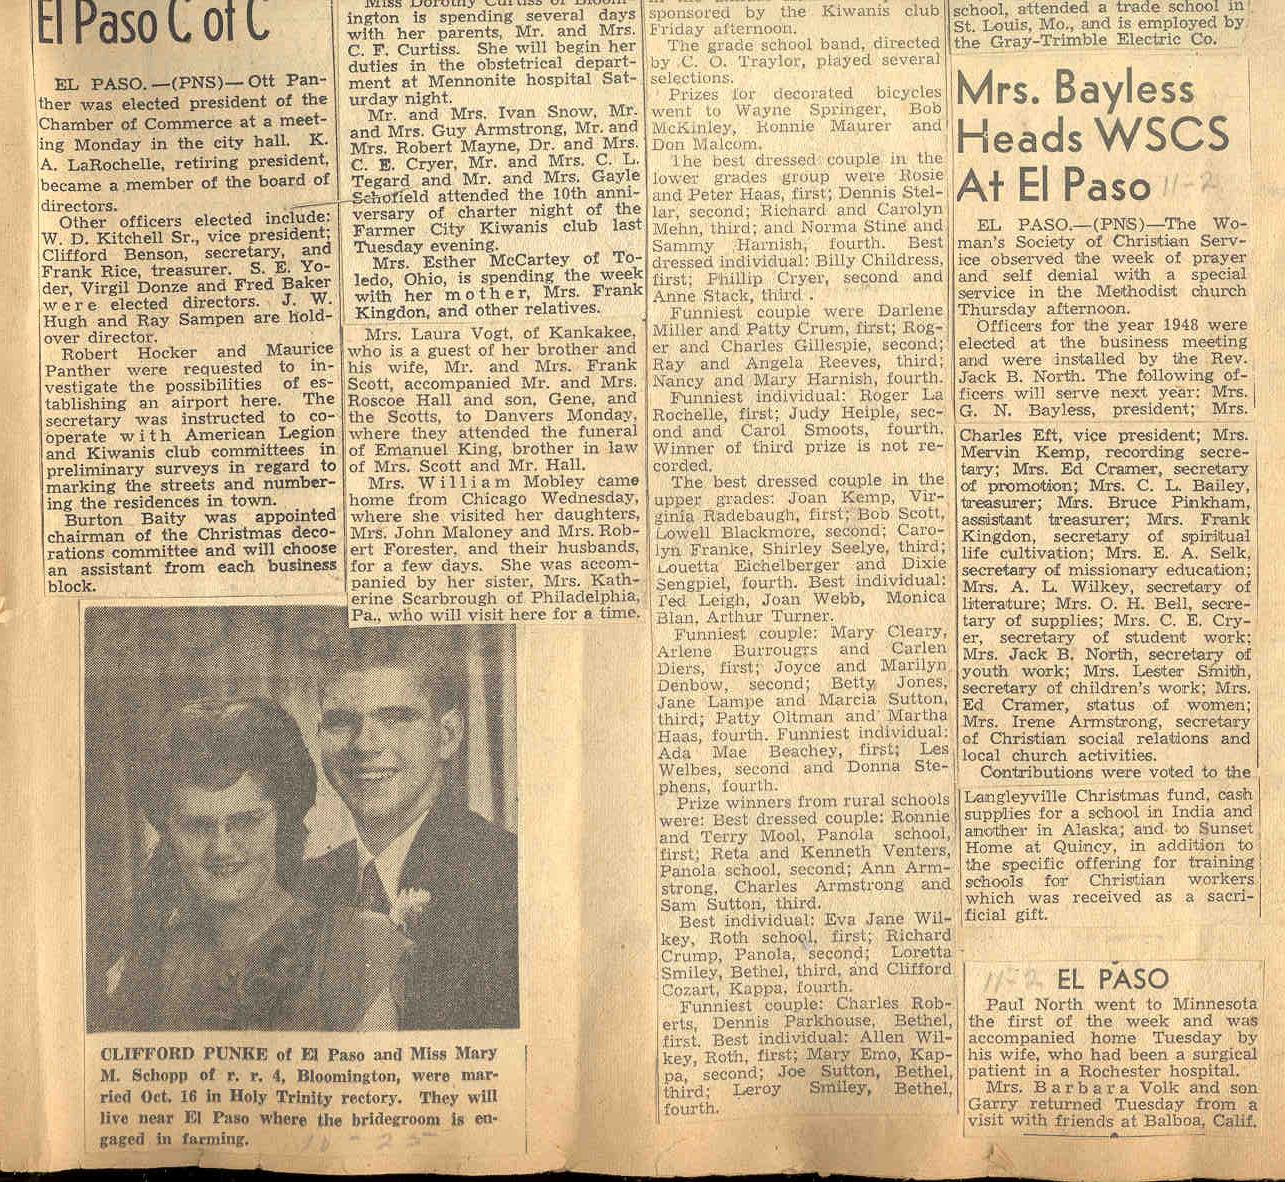 El Paso C of C
EL PASO.—(PNS)—Ott Pan-
ther was elected president of the
Chamber of Commerce at a meet-
ing Monday in the city hall. K.
A. LaRochelle, retiring president,
became a member of the board of
directors.
Other officers elected include:
W. D. Kitchell Sr., vice president;
Clifford Benson, secretary, and
Frank Rice, treasurer. S. E. Yo-
der, Virgil Donze and Fred Baker
were elected directors. J. W.
Hugh and Ray Sampen are hold-
over director.
Robert Hocker and Maurice
Panther were requested to in-
vestigate the possibilities of es-
tablishing an airport here. The
secretary was instructed to co-
operate with American Legion
and Kiwanis club committees in
preliminary surveys in regard to
marking the streets and number-
ing the residences in town.
Burton Baity was appointed
chairman of the Christmas deco-
rations committee and will choose
an assistant from each business
block.
CLIFFORD PUNKE of El Paso and Miss Mary
M. Schopp of r. r. 4, Bloomington, were mar-
ried Oct. 16 in Holy Trinity rectory. They will
live near El Paso where the bridegroom is en-
gaged in farming.
10-25
Miss Dorothy Curtiss of Bloom-
ington is spending several days
with her parents, Mr. and Mrs.
C. F. Curtiss. She will begin her
duties in the obstetrical depart-
ment at Mennonite hospital Sat-
urday night.
Mr. and Mrs. Ivan Snow, Mr.
and Mrs. Guy Armstrong, Mr. and
Mrs. Robert Mayne, Dr. and Mrs.
C. E. Cryer, Mr. and Mrs. C. L.
Tegard and Mr. and Mrs. Gayle
Schofield attended the 10th anni-
versary of charter night of the
Farmer City Kiwanis club last
Tuesday evening.
Mrs. Esther McCartey of To-
ledo, Ohio, is spending the week
with her mother, Mrs. Frank
Kingdon, and other relatives.
Mrs. Laura Vogt, of Kankakee,
who is a guest of her brother and
his wife, Mr. and Mrs. Frank
Scott, accompanied Mr. and Mrs.
Roscoe Hall and son, Gene, and
the Scotts, to Danvers Monday,
where they attended the funeral
of Emanuel King, brother in law
of Mrs. Scott and Mr. Hall.
Mrs. William Mobley came
home from Chicago Wednesday,
where she visited her daughters,
Mrs. John Maloney and Mrs. Rob-
ert Forester, and their husbands,
for a few days. She was accom-
panied by her sister, Mrs. Kath-
erine Scarbrough of Philadelphia,
Pa., who will visit here for a time.
sponsored by the Kiwanis club
Friday afternoon.
The grade school band, directed
by C. O. Traylor, played several
selections.
Prizes for decorated bicycles
went to Wayne Springer, Bob
McKinley, Ronnie Maurer and
Don Malcom.
The best dressed couple in the
lower grades group were Rosie
and Peter Haas, first; Dennis Stel-
lar, second; Richard and Carolyn
Mehn, third; and Norma Stine and
Sammy Harnish, fourth. Best
dressed individual: Billy Childress,
first; Phillip Cryer, second and
Anne Stack, third .
Funniest couple were Darlene
Miller and Patty Crum, first; Rog-
er and Charles Gillespie, second;
Ray and Angela Reeves, third;
Nancy and Mary Harnish, fourth.
Funniest individual: Roger La
Rochelle, first; Judy Heiple, sec-
ond and Carol Smoots, fourth.
Winner of third prize is not re-
corded.
The best dressed couple in the
upper grades: Joan Kemp, Vir-
ginia Radebaugh, first; Bob Scott,
Lowell Blackmore, second; Caro-
lyn Franke, Shirley Seelye, third;
Louetta Eichelberger and Dixie
Sengpiel, fourth. Best individual:
Ted Leigh, Joan Webb, Monica
Blan, Arthur Turner.
Funniest couple: Mary Cleary,
Arlene Burrougrs and Carlen
Diers, first; Joyce and Marilyn
Denbow, second; Betty Jones,
Jane Lampe and Marcia Sutton,
third; Patty Oltman and Martha
Haas, fourth. Funniest individual:
Ada Mae Beachey, first; Les
Welbes, second and Donna Ste-
phens, fourth.
Prize winners from rural schools
were: Best dressed couple: Ronnie
and Terry Mool, Panola school,
first; Reta and Kenneth Venters,
Panola school, second; Ann Arm-
strong, Charles Armstrong and
Sam Sutton, third.
Best individual: Eva Jane Wil-
key, Roth school, first; Richard
Crump, Panola, second; Loretta
Smiley, Bethel, third, and Clifford
Cozart, Kappa, fourth.
Funniest couple: Charles Rob-
erts, Dennis Parkhouse, Bethel,
first. Best individual: Allen Wil-
key, Roth, first; Mary Emo, Kap-
pa, second; Joe Sutton, Bethel,
third; Leroy Smiley, Bethel,
fourth.
school, attended a trade school in
St. Louis, Mo., and is employed by
the Gray-Trimble Electric Co.
Mrs. Bayless
Heads WSCS
At El Paso 11-2
EL PASO.—(PNS)—The Wo-
man's Society of Christian Serv-
ice observed the week of prayer
and self denial with a special
service in the Methodist church
Thursday afternoon.
Officers for the year 1948 were
elected at the business meeting
and were installed by the Rev.
Jack B. North. The following of-
ficers will serve next year: Mrs.
G. N. Bayless, president; Mrs.
Charles Eft, vice president; Mrs.
Mervin Kemp, recording secre-
tary; Mrs. Ed Cramer, secretary
of promotion; Mrs. C. L. Bailey,
treasurer; Mrs. Bruce Pinkham,
assistant treasurer; Mrs. Frank
Kingdon, secretary of spiritual
life cultivation; Mrs. E. A. Selk,
secretary of missionary education;
Mrs. A. L. Wilkey, secretary of
literature; Mrs. O. H. Bell, secre-
tary of supplies; Mrs. C. E. Cry-
er, secretary of student work;
Mrs. Jack B. North, secretary of
youth work; Mrs. Lester Smith,
secretary of children's work; Mrs.
Ed Cramer, status of women;
Mrs. Irene Armstrong, secretary
of Christian social relations and
local church activities.
Contributions were voted to the
Langleyville Christmas fund, cash
supplies for a school in India and
another in Alaska; and to Sunset
Home at Quincy, in addition to
the specific offering for training
schools for Christian workers
which was received as a sacri-
ficial gift.
11-2 EL PASO
Paul North went to Minnesota
the first of the week and was
accompanied home Tuesday by
his wife, who had been a surgical
patient in a Rochester hospital.
Mrs. Barbara Volk and son
Garry returned Tuesday from a
visit with friends at Balboa, Calif.